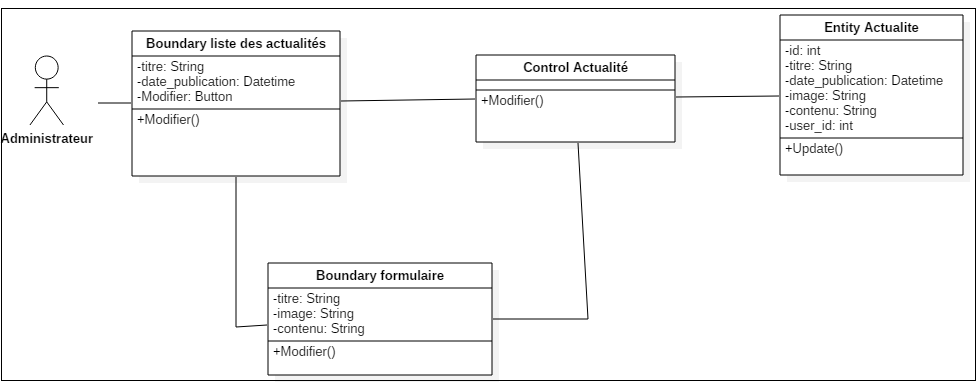 Administrateur
Boundary liste des actualités
-titre: String
-date_publication: Datetime
-Modifier: Button
+Modifier()
Control Actualité
+Modifier()
Entity Actualite
-id: int
-titre: String
-date_publication: Datetime
-image: String
-contenu: String
-user_id: int
+Update()
Boundary formulaire
-titre: String
-image: String
-contenu: String
+Modifier()